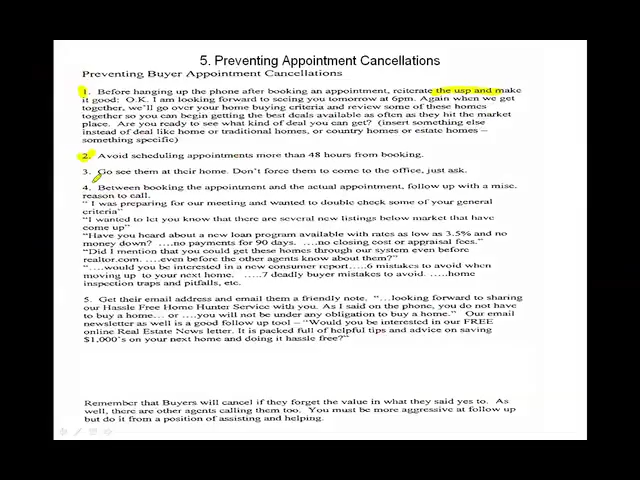 5. Preventing Appointment Cancellations
Preventing Buyer Appointment Cancellations
1. Before hanging up the phone after booking an appointment, reiterate the usp and make
it good: O.K. I am looking forward to seeing you tomorrow at 6pm. Again when we get
together, we'll go over your home buying criteria and review some of these homes
together so you can begin getting the best deals available as often as they hit the market
place. Are you ready to see what kind of deal you can get? (insert something else
instead of deal like home or traditional homes, or country homes or estate homes –
something specific)
2. Avoid scheduling appointments more than 48 hours from booking.
3. Go see them at their home. Don't force them to come to the office, just ask.
4. Between booking the appointment and the actual appointment, follow up with a misc.
reason to call.
" I was preparing for our meeting and wanted to double check some of your general
criteria"
"I wanted to let you know that there are several new listings below market that have
come up"
"Have you heard about a new loan program available with rates as low as 3.5% and no
money down? ....no payments for 90 days. ....no closing cost or appraisal fees."
"Did I mention that you could get these homes through our system even before
realtor.com. ....even before the other agents know about them?"
"....would you be interested in a new consumer report.....6 mistakes to avoid when
moving up to your next home. .....7 deadly buyer mistakes to avoid. .....home
inspection traps and pitfalls, etc.
5. Get their email address and email them a friendly note. "...looking forward to sharing
our Hassle Free Home Hunter Service with you. As I said on the phone, you do not have
to buy a home... or ....you will not be under any obligation to buy a home." Our email
newsletter as well is a good follow up tool – "Would you be interested in our FREE
online Real Estate News letter. It is packed full of helpful tips and advice on saving
$1,000's on your next home and doing it hassle free?"
Remember that Buyers will cancel if they forget the value in what they said yes to. As
well, there are other agents calling them too. You must be more aggressive at follow up
but do it from a position of assisting and helping.